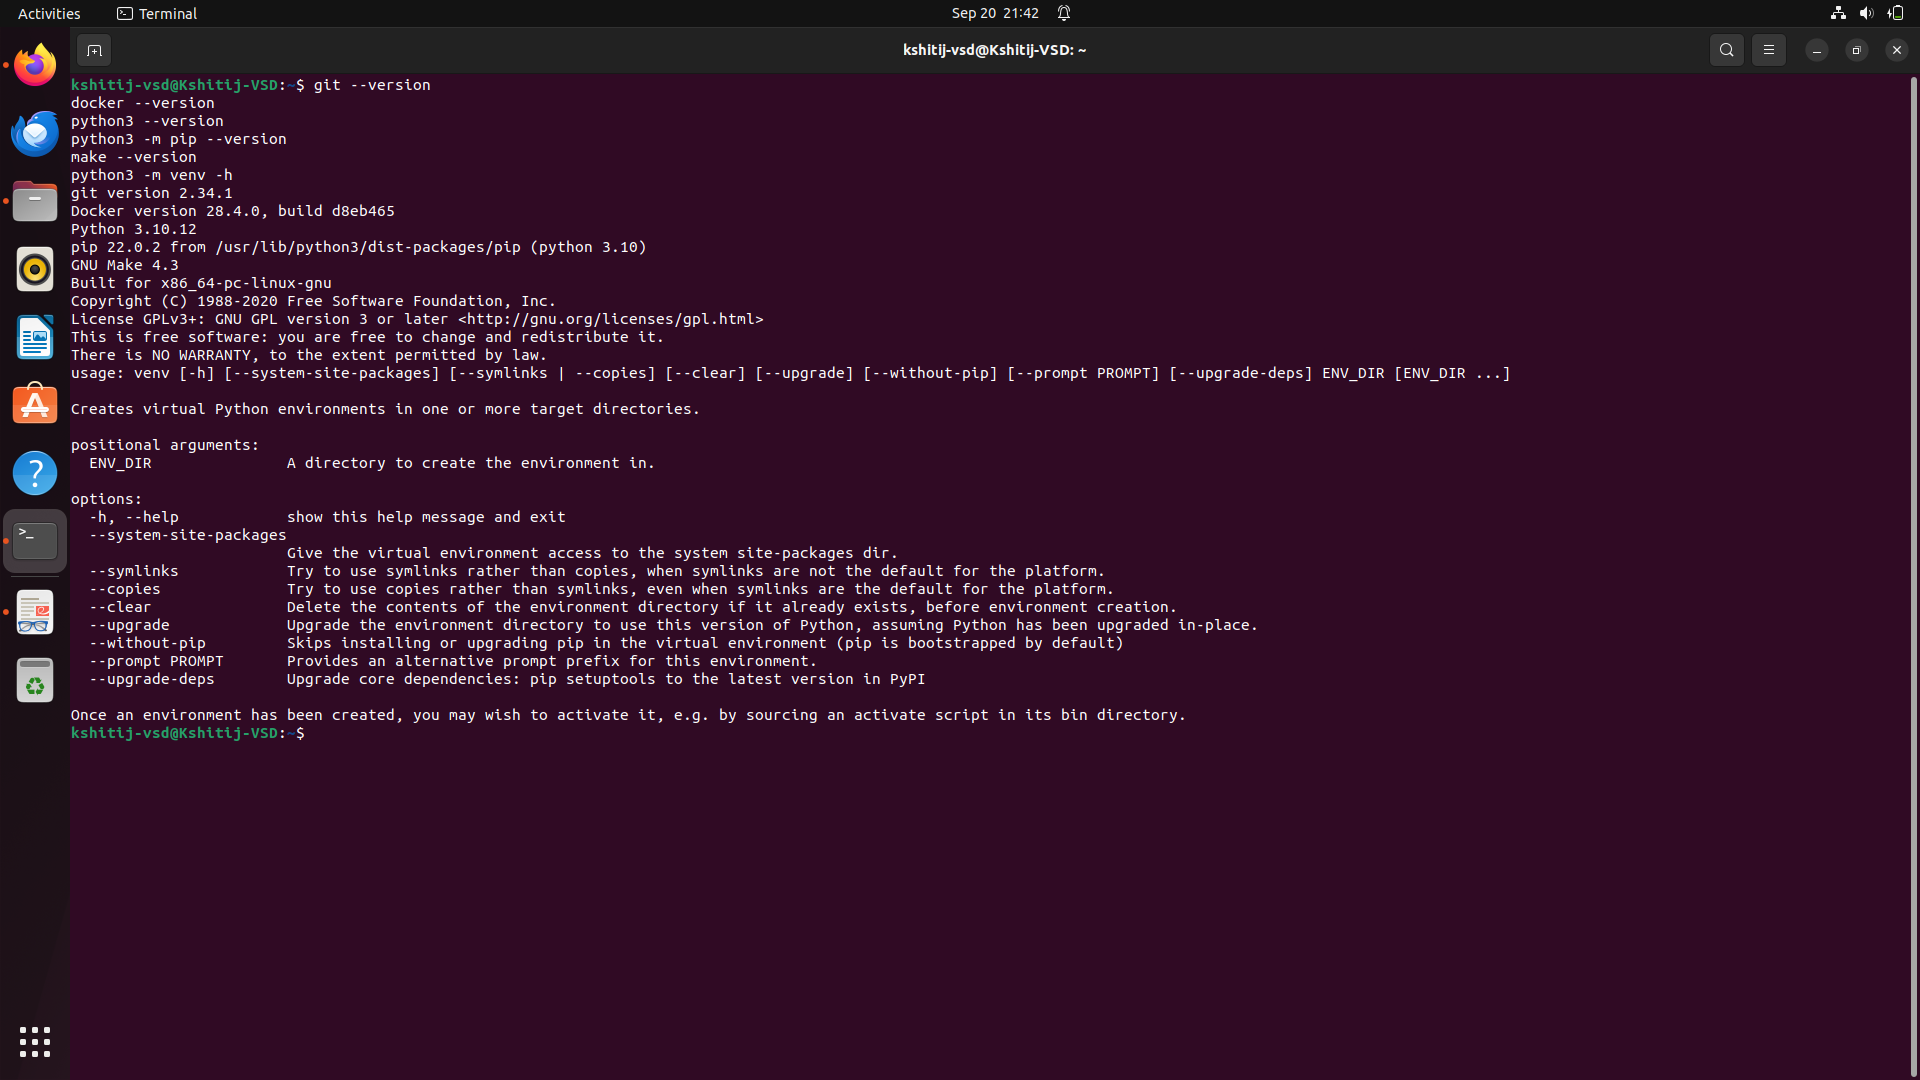 Activities Terminal Sep 20 21:42
kshitij-vsd@Kshitij-VSD: ~
kshitij-vsd@Kshitij-VSD:~$ git --version
docker --version
python3 --version
python3 -m pip --version
make --version
python3 -m venv -h
git version 2.34.1
Docker version 28.4.0, build d8eb465
Python 3.10.12
pip 22.0.2 from /usr/lib/python3/dist-packages/pip (python 3.10)
GNU Make 4.3
Built for x86_64-pc-linux-gnu
Copyright (C) 1988-2020 Free Software Foundation, Inc.
License GPLv3+: GNU GPL version 3 or later <http://gnu.org/licenses/gpl.html>
This is free software: you are free to change and redistribute it.
There is NO WARRANTY, to the extent permitted by law.
usage: venv [-h] [--system-site-packages] [--symlinks | --copies] [--clear] [--upgrade] [--without-pip] [--prompt PROMPT] [--upgrade-deps] ENV_DIR [ENV_DIR ...]

Creates virtual Python environments in one or more target directories.

positional arguments:
  ENV_DIR               A directory to create the environment in.

options:
  -h, --help            show this help message and exit
  --system-site-packages
                        Give the virtual environment access to the system site-packages dir.
  --symlinks            Try to use symlinks rather than copies, when symlinks are not the default for the platform.
  --copies              Try to use copies rather than symlinks, even when symlinks are the default for the platform.
  --clear               Delete the contents of the environment directory if it already exists, before environment creation.
  --upgrade             Upgrade the environment directory to use this version of Python, assuming Python has been upgraded in-place.
  --without-pip         Skips installing or upgrading pip in the virtual environment (pip is bootstrapped by default)
  --prompt PROMPT       Provides an alternative prompt prefix for this environment.
  --upgrade-deps        Upgrade core dependencies: pip setuptools to the latest version in PyPI

Once an environment has been created, you may wish to activate it, e.g. by sourcing an activate script in its bin directory.
kshitij-vsd@Kshitij-VSD:~$